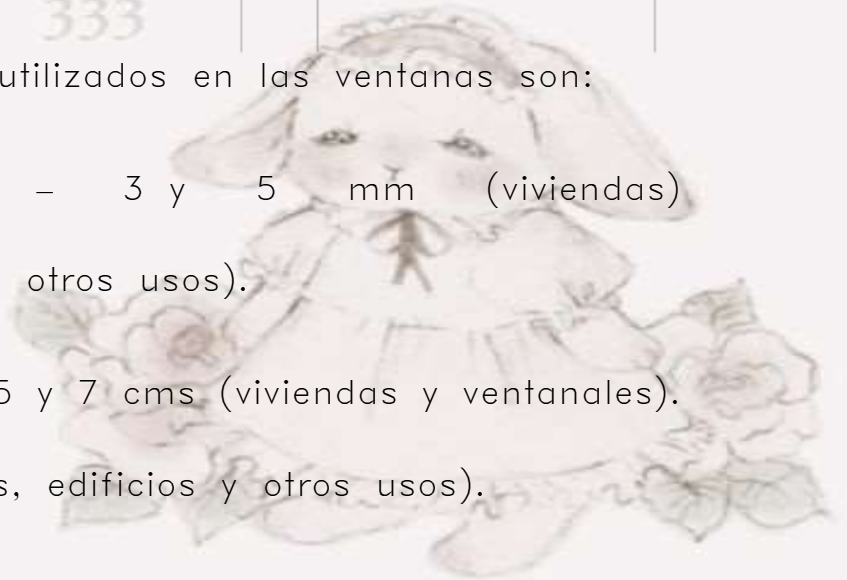 333
utilizados en las ventanas son:
– 3 y 5 mm (viviendas)
otros usos).
5 y 7 cms (viviendas y ventanales).
s, edificios y otros usos).